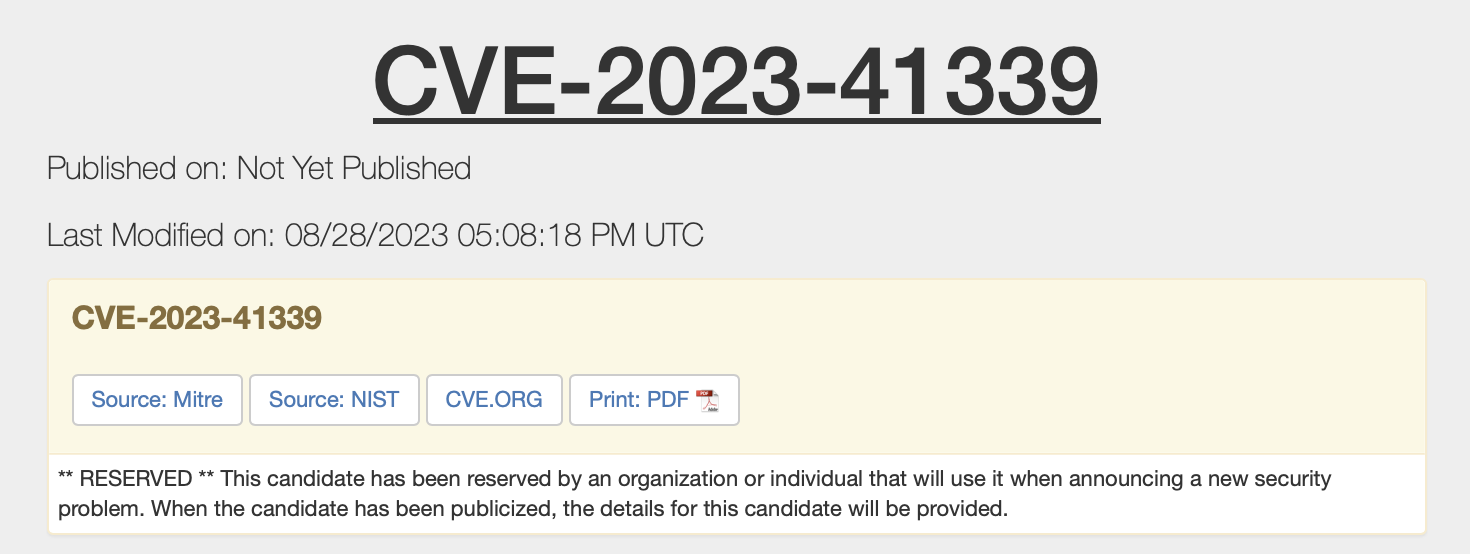 CVE-2023-41339
Published on: Not Yet Published
Last Modified on: 08/28/2023 05:08:18 PM UTC
CVE-2023-41339
Source: Mitre Source: NIST CVE.ORG Print: PDF
** RESERVED ** This candidate has been reserved by an organization or individual that will use it when announcing a new security
problem. When the candidate has been publicized, the details for this candidate will be provided.